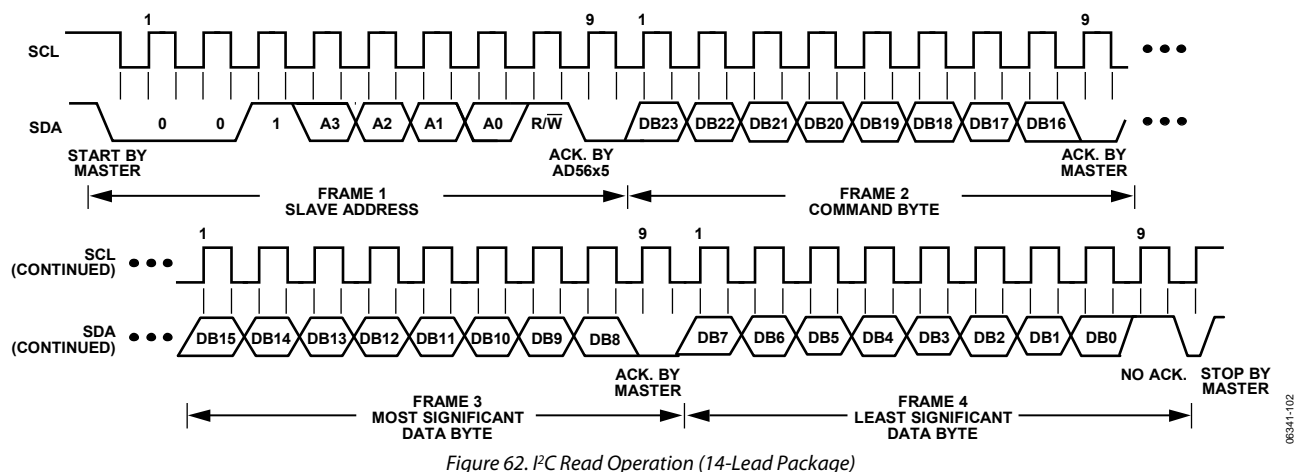 1 9 1 9
SCL
SDA 0 0 1 A3 A2 A1 A0 R/W̅ DB23 DB22 DB21 DB20 DB19 DB18 DB17 DB16
START BY
MASTER
ACK. BY
AD56x5
ACK. BY
MASTER
FRAME 1
SLAVE ADDRESS
FRAME 2
COMMAND BYTE
1 9 1 9
SCL
(CONTINUED)
SDA
(CONTINUED)
DB15 DB14 DB13 DB12 DB11 DB10 DB9 DB8 DB7 DB6 DB5 DB4 DB3 DB2 DB1 DB0
ACK. BY
MASTER
NO ACK.
STOP BY
MASTER
FRAME 3
MOST SIGNIFICANT
DATA BYTE
FRAME 4
LEAST SIGNIFICANT
DATA BYTE
06341-102
Figure 62. I²C Read Operation (14-Lead Package)